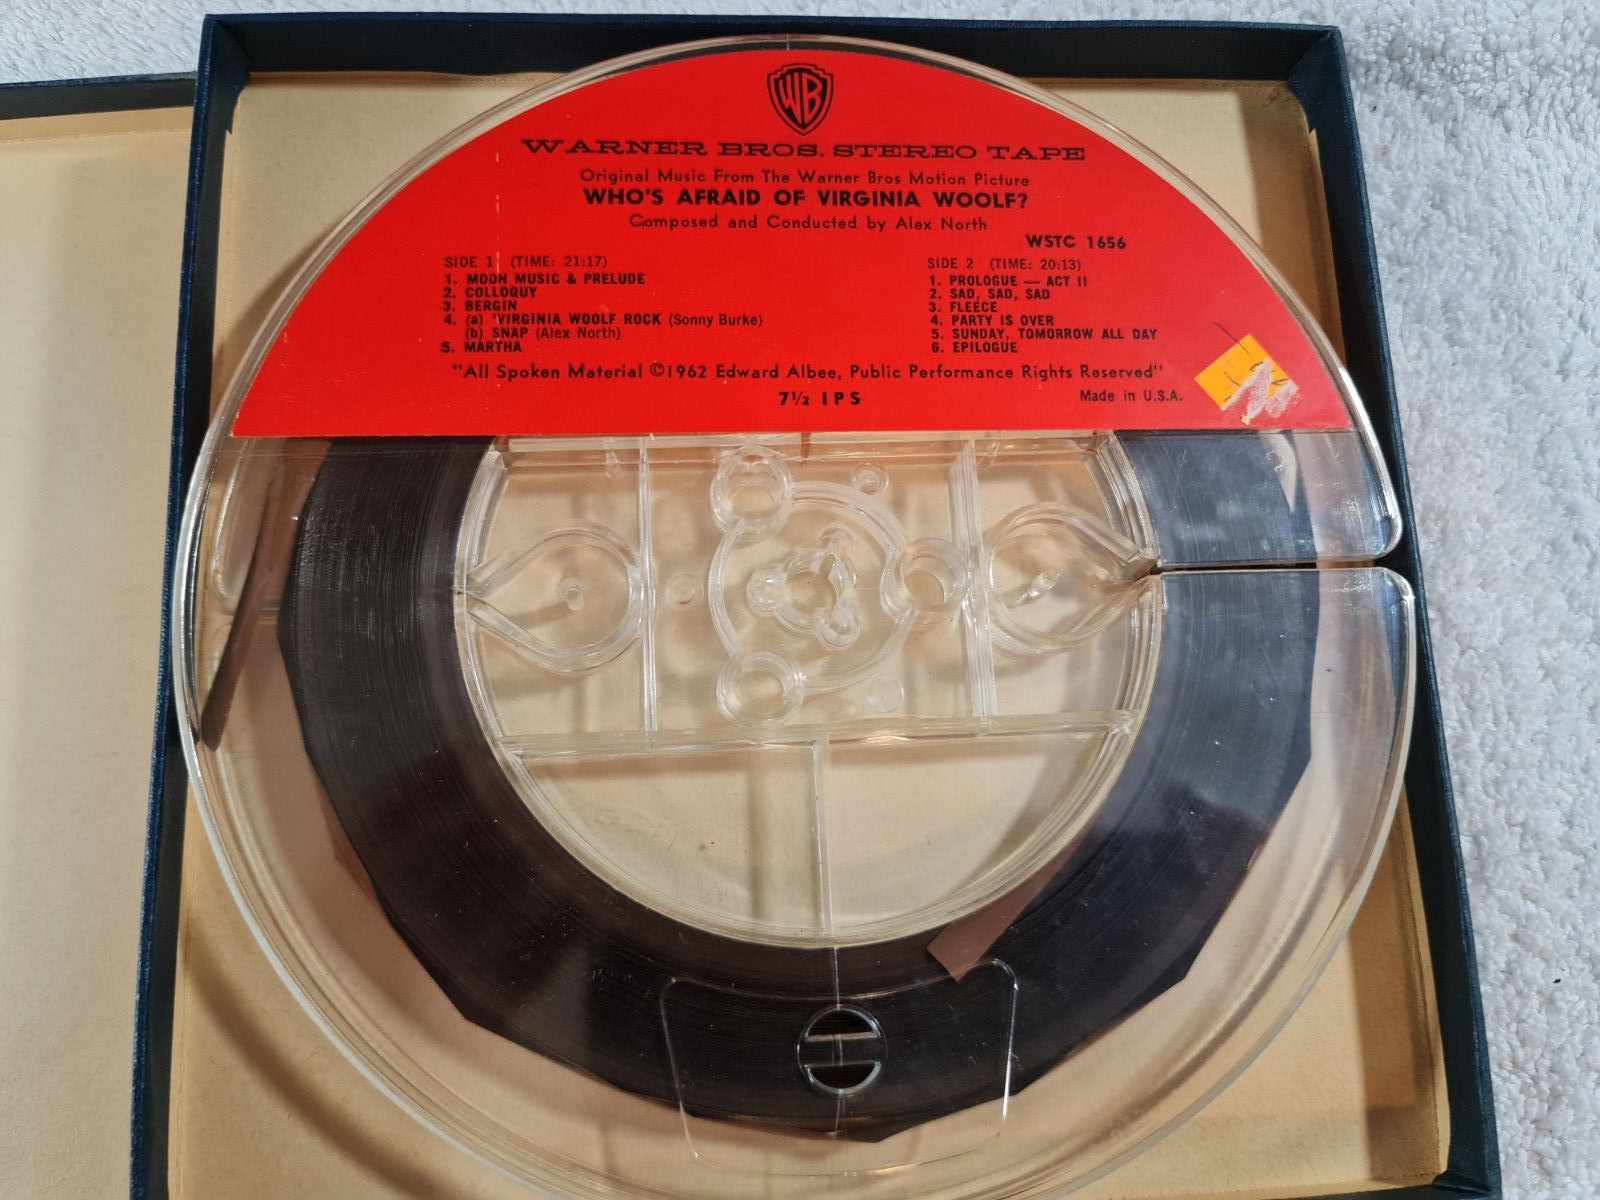 WB
WARNER BROS. STEREO TAPE
Original Music From The Warner Bros Motion Picture
WHO'S AFRAID OF VIRGINIA WOOLF?
Composed and Conducted by Alex North
WSTC 1656
SIDE 1 (TIME: 21:17)
1. MOON MUSIC & PRELUDE
2. COLLOQUY
3. BERGIN
4. (a) 'VIRGINIA WOOLF ROCK (Sonny Burke)
(b) SNAP (Alex North)
5. MARTHA
SIDE 2 (TIME: 20:13)
1. PROLOGUE — ACT II
2. SAD, SAD, SAD
3. FLEECE
4. PARTY IS OVER
5. SUNDAY, TOMORROW ALL DAY
6. EPILOGUE
"All Spoken Material ©1962 Edward Albee, Public Performance Rights Reserved"
7½ IPS
Made in U.S.A.